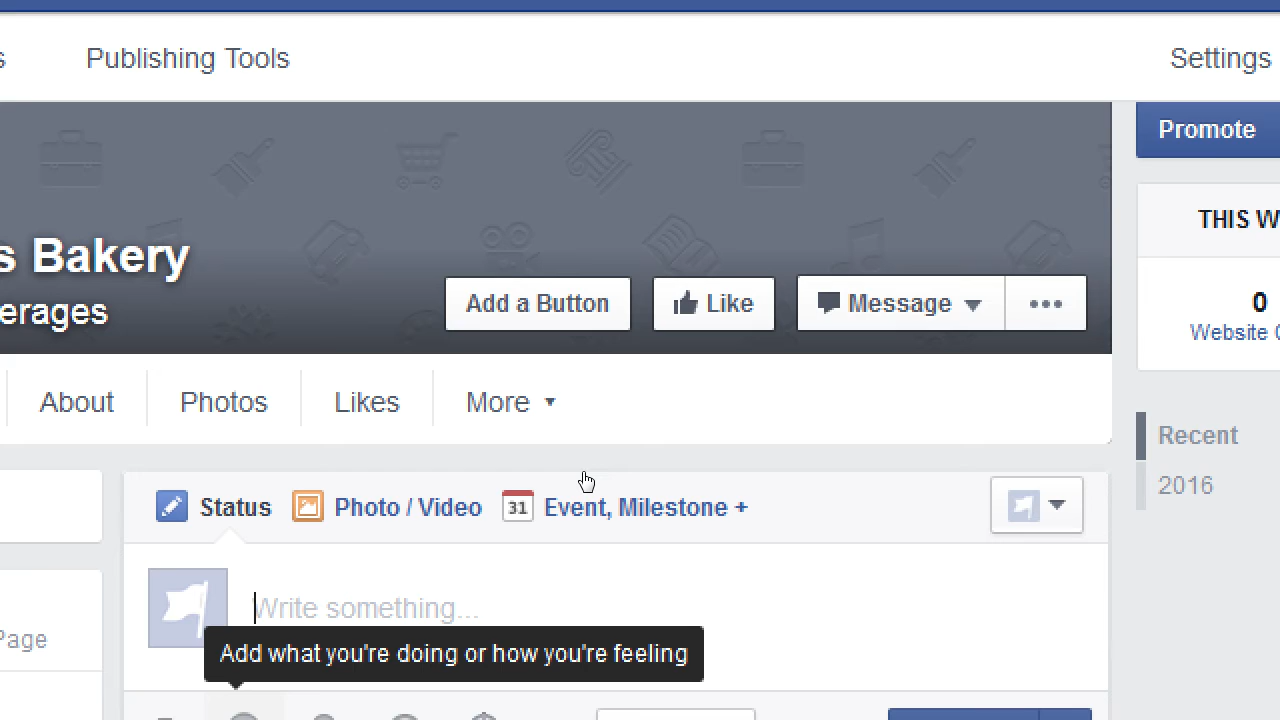 Publishing Tools Settings
Promote
THIS W
s Bakery
erages
Add a Button Like Message
0
Website
About Photos Likes More
Recent
2016
Status Photo / Video 31 Event, Milestone +
Write something...
Page
Add what you're doing or how you're feeling